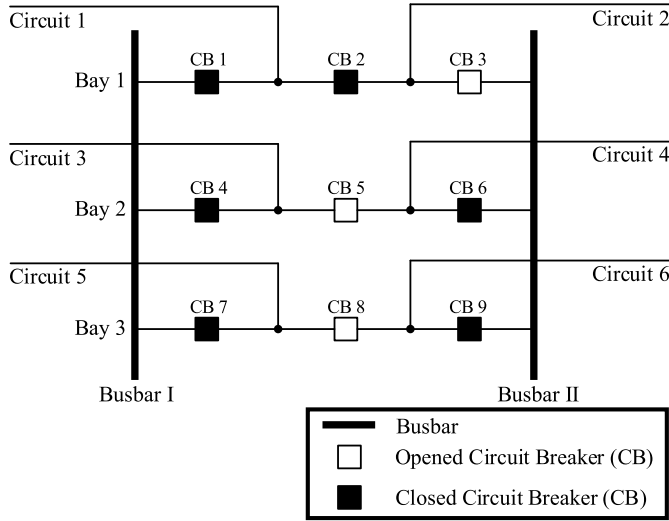 Circuit 1
Circuit 2
CB 1
CB 2
CB 3
Bay 1
Circuit 3
Circuit 4
CB 4
CB 5
CB 6
Bay 2
Circuit 5
Circuit 6
CB 7
CB 8
CB 9
Bay 3
Busbar I
Busbar II
Busbar
Opened Circuit Breaker (CB)
Closed Circuit Breaker (CB)